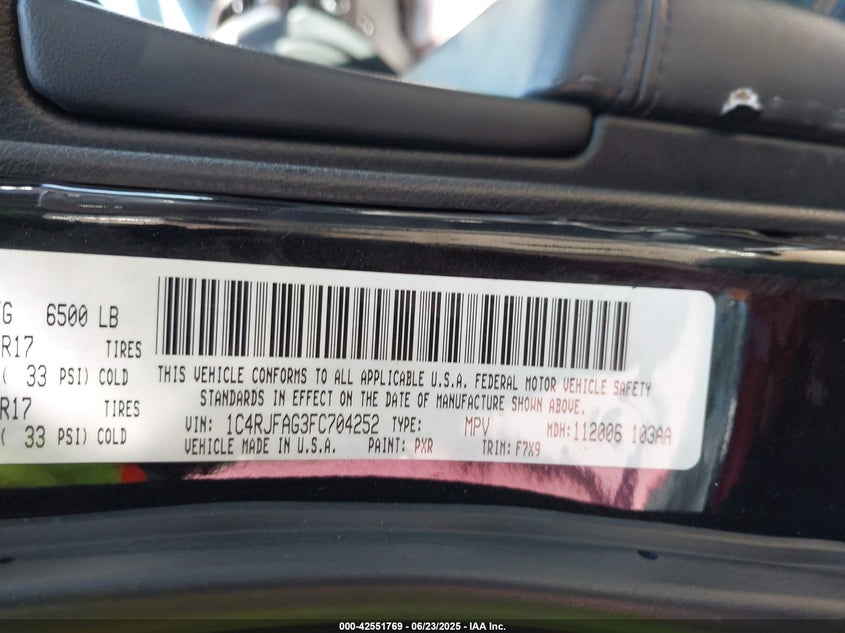 6500 LB
R17 TIRES
( 33 PSI) COLD
R17 TIRES
( 33 PSI) COLD
THIS VEHICLE CONFORMS TO ALL APPLICABLE U.S.A. FEDERAL MOTOR VEHICLE SAFETY
STANDARDS IN EFFECT ON THE DATE OF MANUFACTURE SHOWN ABOVE.
VIN: 1C4RJFAG3FC704252 TYPE: MPV MDH:112006 103AA
VEHICLE MADE IN U.S.A. PAINT: PXR TRIM: F7X9
000-42551769 - 06/23/2025 - IAA Inc.